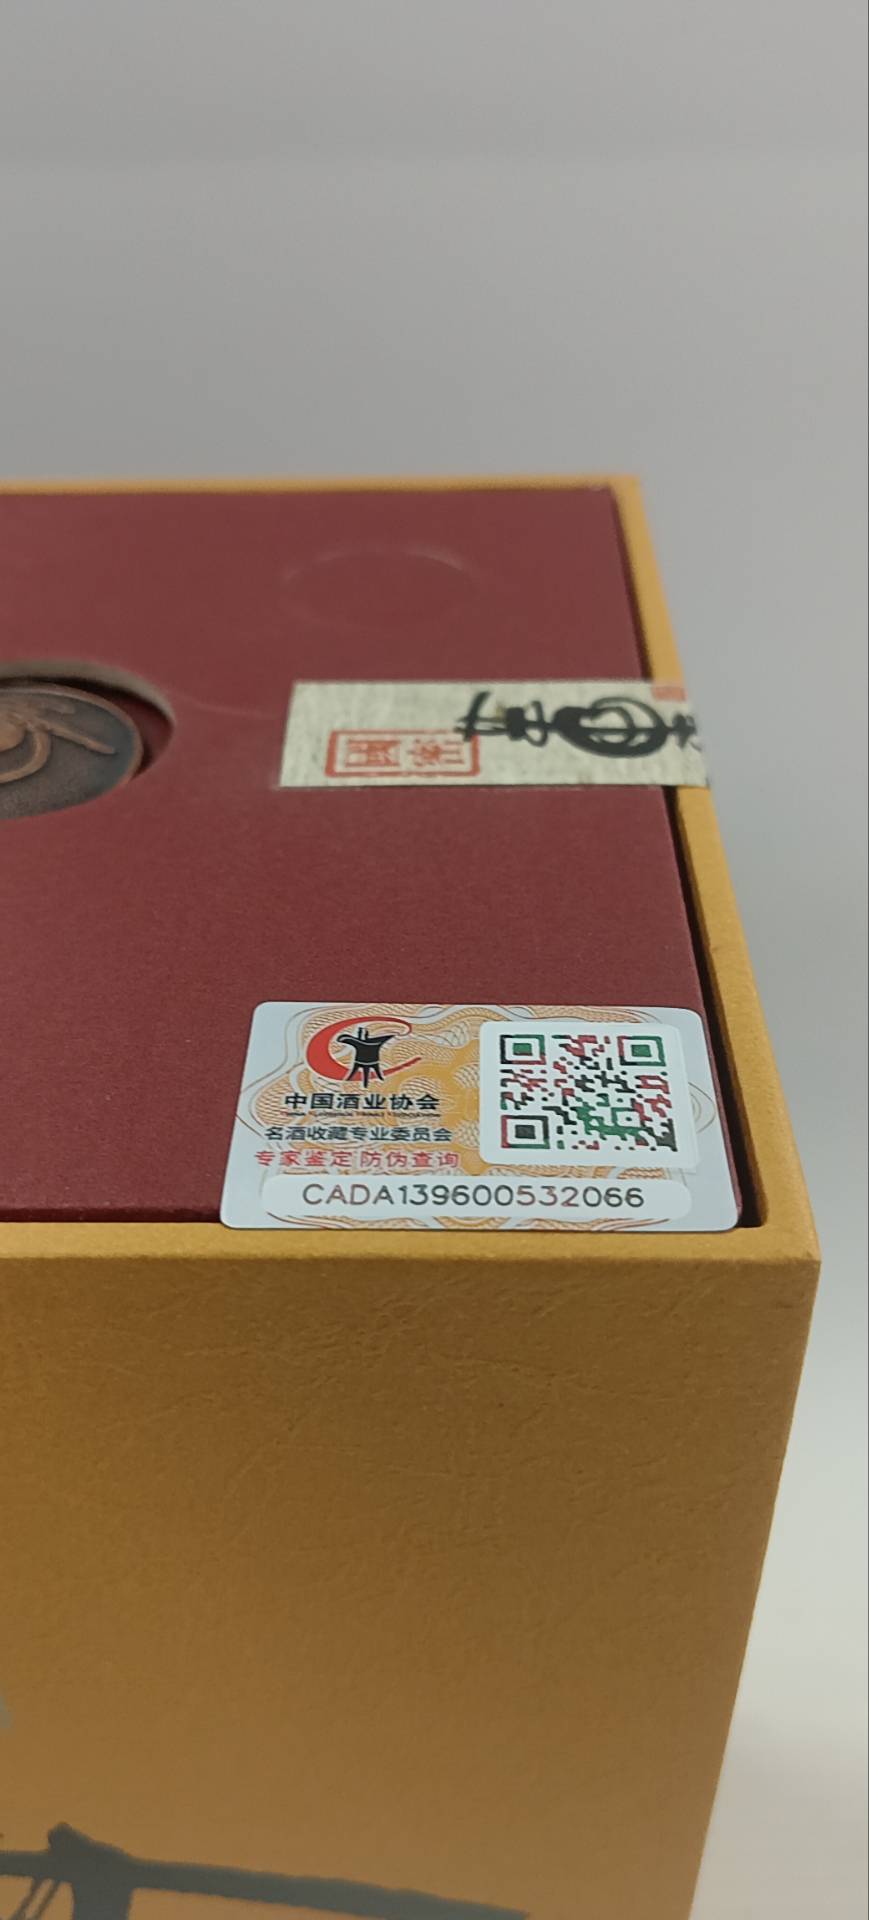 中国酒业协会
名酒收藏专业委员会
专家鉴定 防伪查询
CADA139600532066